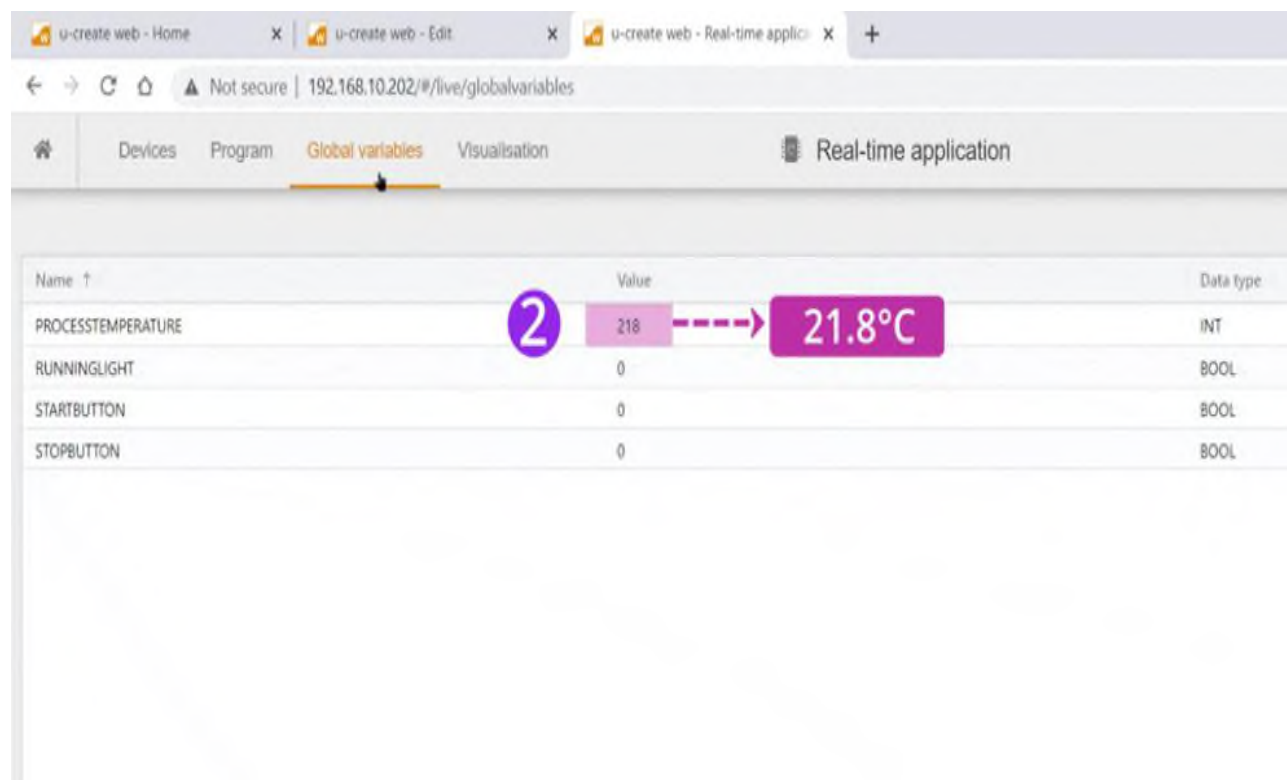 u-create web - Home u-create web - Edit u-create web - Real-time applic
Not secure | 192.168.10.202/#/live/globalvariables
Devices Program Global variables Visualisation Real-time application
Name ↑ Value Data type
PROCESSTEMPERATURE 2 218 21.8°C INT
RUNNINGLIGHT 0 BOOL
STARTBUTTON 0 BOOL
STOPBUTTON 0 BOOL